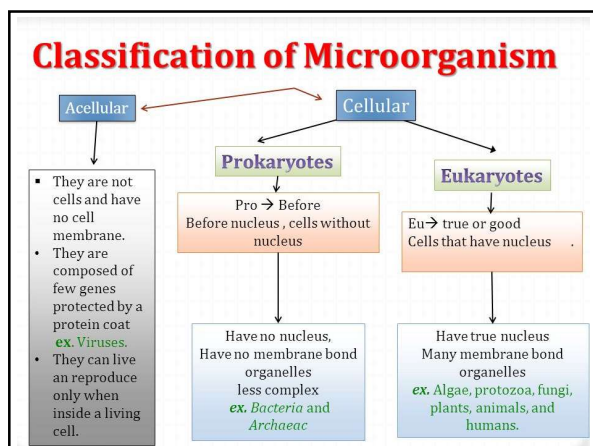 Classification of Microorganism
Acellular
Cellular
▪ They are not
cells and have
no cell
membrane.
• They are
composed of
few genes
protected by a
protein coat
ex. Viruses.
• They can live
an reproduce
only when
inside a living
cell.
Prokaryotes
Pro → Before
Before nucleus , cells without
nucleus
Have no nucleus,
Have no membrane bond
organelles
less complex
ex. Bacteria and
Archaeac
Eukaryotes
Eu→ true or good
Cells that have nucleus .
Have true nucleus
Many membrane bond
organelles
ex. Algae, protozoa, fungi,
plants, animals, and
humans.